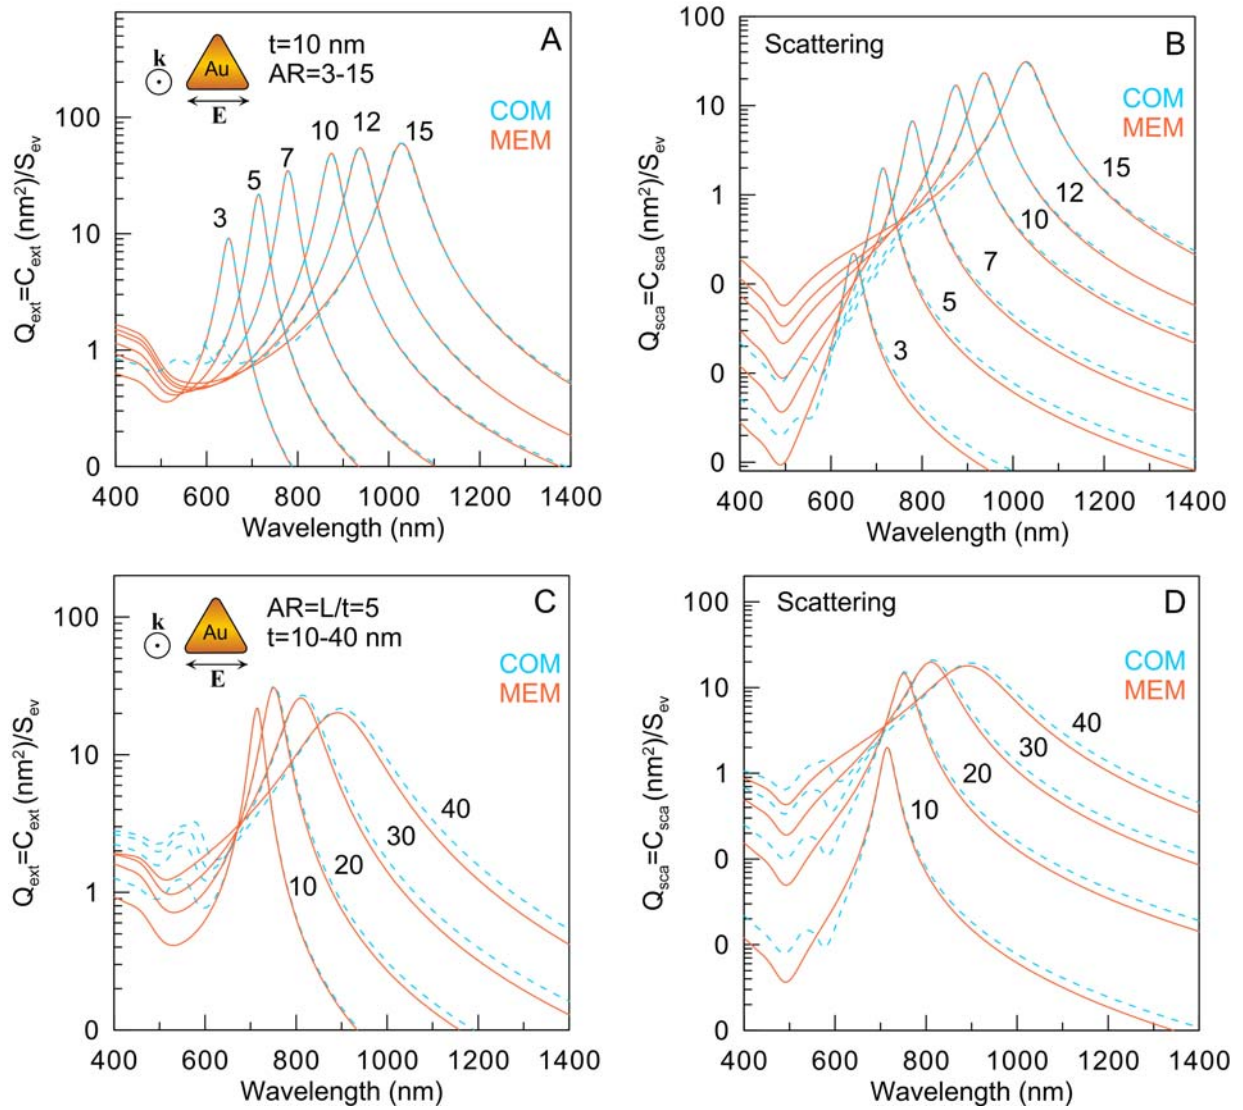 A
k
Au
E
t=10 nm
AR=3-15
COM
MEM
3
5
7
10
12
15
Q_ext=C_ext (nm²)/S_ev
100
10
1
0
400 600 800 1000 1200 1400
Wavelength (nm)
B
Scattering
COM
MEM
15
12
10
7
5
3
Q_sca=C_sca (nm²)/S_ev
100
10
1
0
0
0
400 600 800 1000 1200 1400
Wavelength (nm)
C
k
Au
E
AR=L/t=5
t=10-40 nm
COM
MEM
40
30
20
10
Q_ext=C_ext (nm²)/S_ev
100
10
1
0
400 600 800 1000 1200 1400
Wavelength (nm)
D
Scattering
COM
MEM
40
30
20
10
Q_sca=C_sca (nm²)/S_ev
100
10
1
0
0
0
400 600 800 1000 1200 1400
Wavelength (nm)